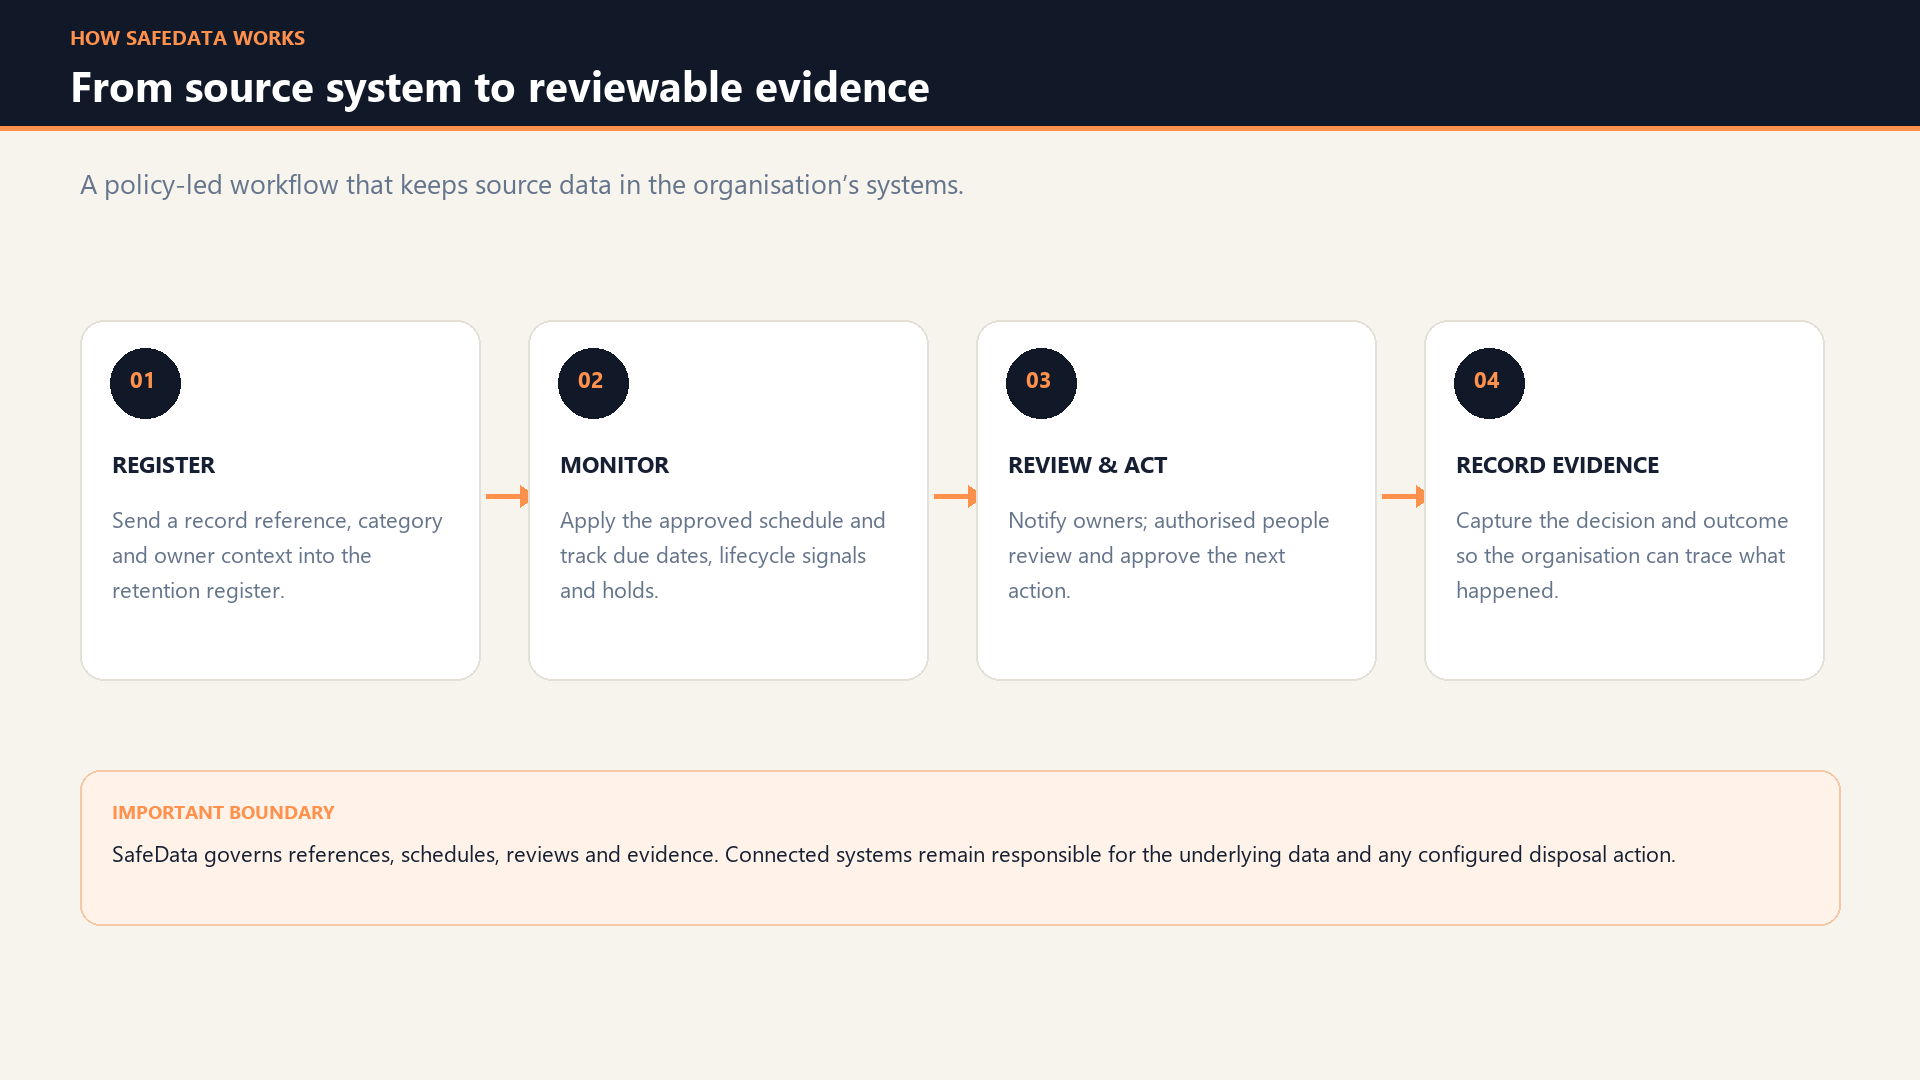 HOW SAFEDATA WORKS
From source system to reviewable evidence
A policy-led workflow that keeps source data in the organisation’s systems.
01
REGISTER
Send a record reference, category
and owner context into the
retention register.
02
MONITOR
Apply the approved schedule and
track due dates, lifecycle signals
and holds.
03
REVIEW & ACT
Notify owners; authorised people
review and approve the next
action.
04
RECORD EVIDENCE
Capture the decision and outcome
so the organisation can trace what
happened.
IMPORTANT BOUNDARY
SafeData governs references, schedules, reviews and evidence. Connected systems remain responsible for the underlying data and any configured disposal action.